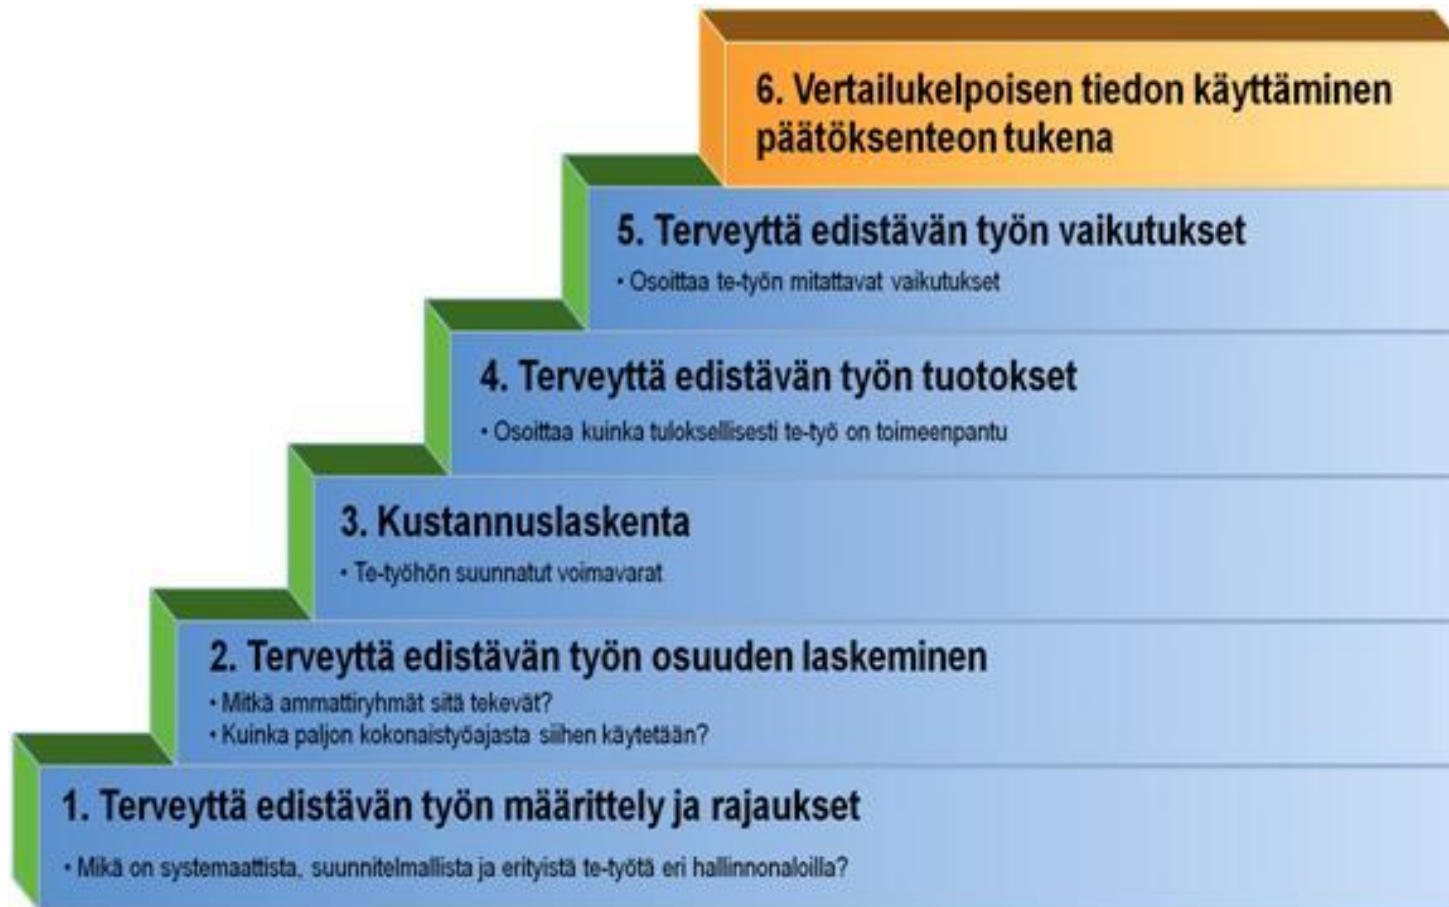 6. Vertailukelpoisen tiedon käyttäminen
päätöksenteon tukena
5. Terveyttä edistävän työn vaikutukset
• Osoittaa te-työn mitattavat vaikutukset
4. Terveyttä edistävän työn tuotokset
• Osoittaa kuinka tuloksellisesti te-työ on toimeenpantu
3. Kustannuslaskenta
• Te-työhön suunnatut voimavarat
2. Terveyttä edistävän työn osuuden laskeminen
• Mitkä ammattiryhmät sitä tekevät?
• Kuinka paljon kokonaistyöajasta siihen käytetään?
1. Terveyttä edistävän työn määrittely ja rajaukset
• Mikä on systemaattista, suunnitelmallista ja erityistä te-työtä eri hallinnonaloilla?